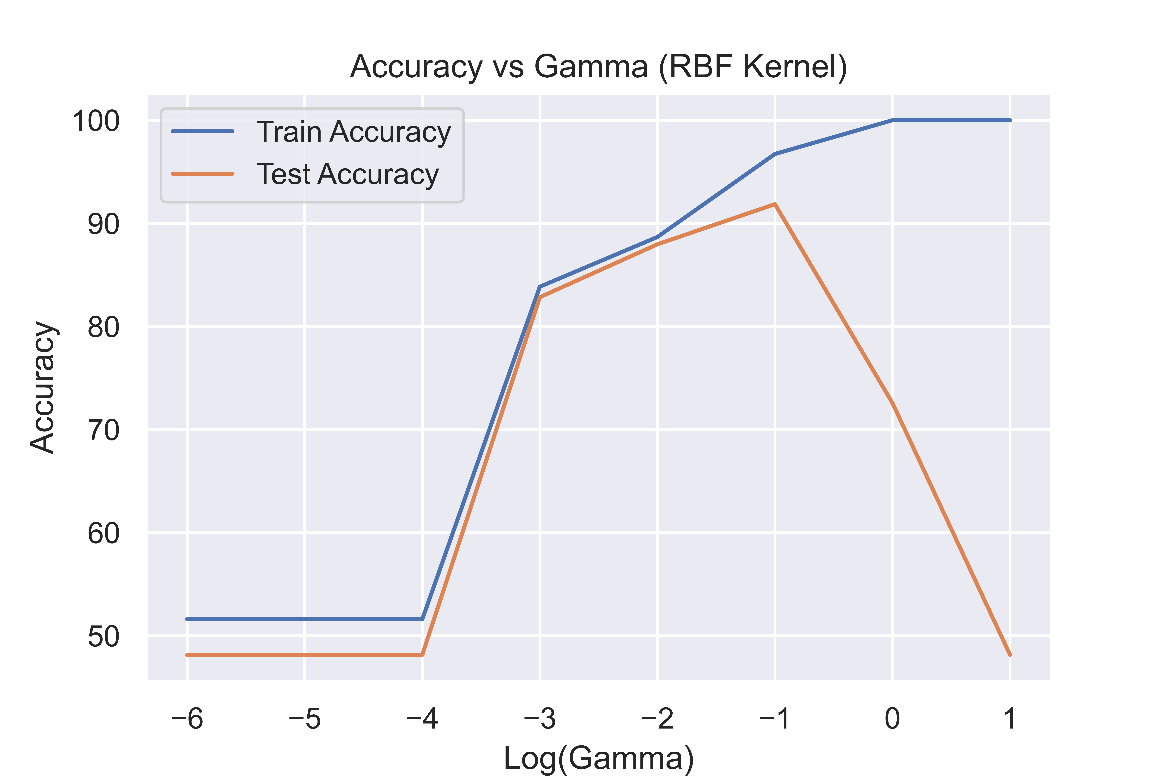 Accuracy vs Gamma (RBF Kernel)
Train Accuracy
Test Accuracy
100
90
80
70
60
50
Accuracy
−6 −5 −4 −3 −2 −1 0 1
Log(Gamma)